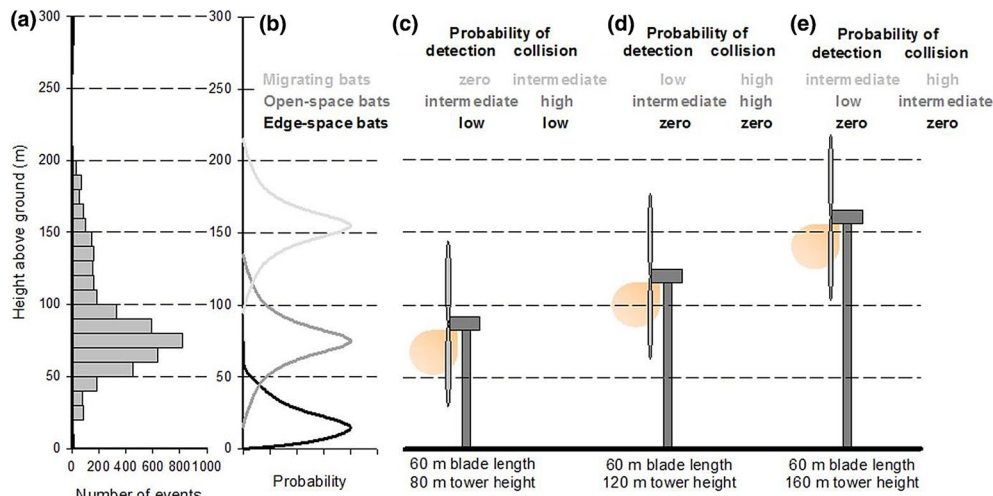 (a)
300
250
200
150
100
50
0
Height above ground (m)
0 200 400 600 800 1000
Number of events
(b)
300
250
200
150
100
50
0
Probability
Migrating bats
Open-space bats
Edge-space bats
(c)
Probability of
detection collision
zero intermediate
intermediate high
low low
60 m blade length
80 m tower height
(d)
Probability of
detection collision
low high
intermediate high
zero zero
60 m blade length
120 m tower height
(e)
Probability of
detection collision
intermediate high
low intermediate
zero zero
60 m blade length
160 m tower height